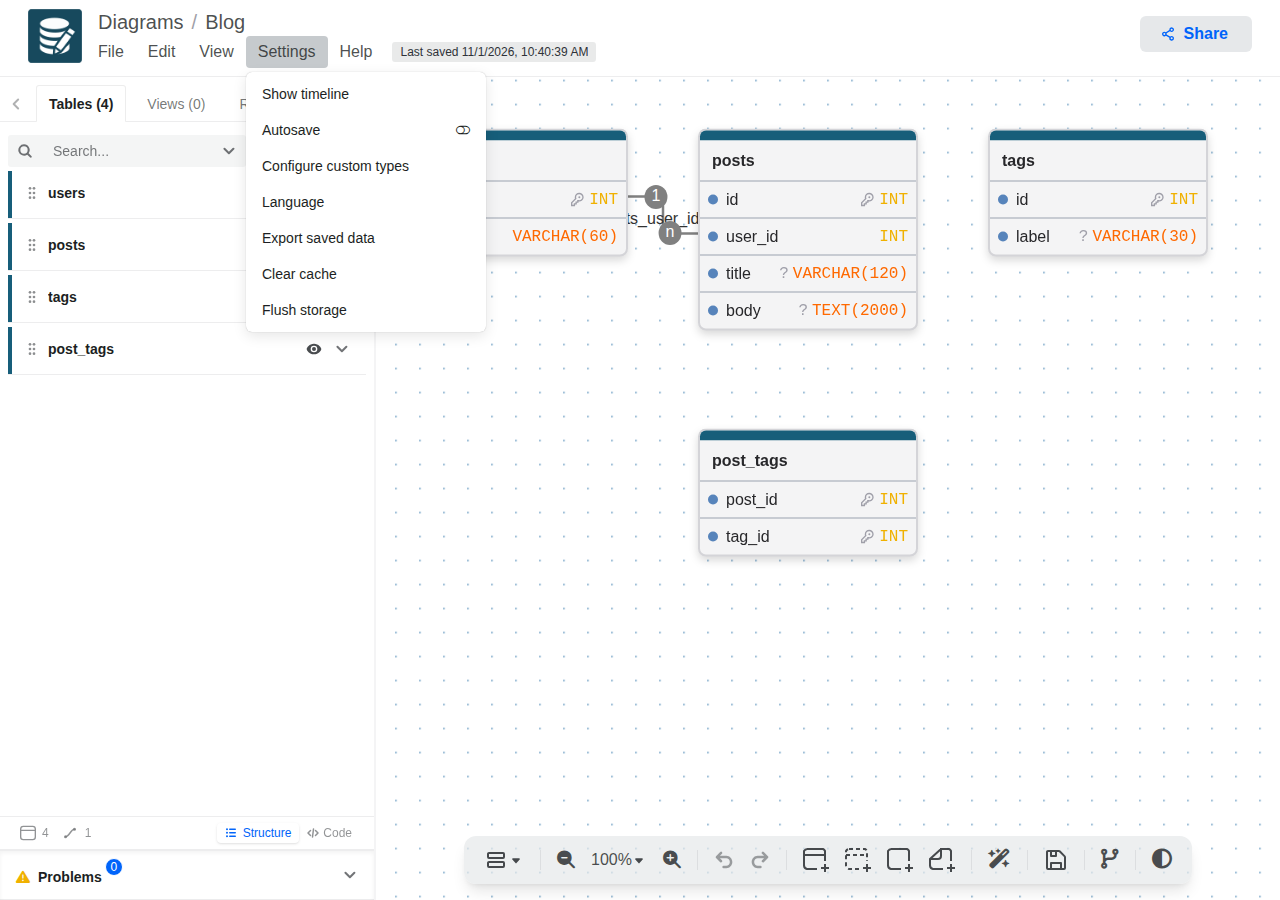 Diagrams / Blog
File Edit View Settings Help Last saved 11/1/2026, 10:40:39 AM
Share
Tables (4) Views (0) R
Search...
users
posts
tags
post_tags
Show timeline
Autosave
Configure custom types
Language
Export saved data
Clear cache
Flush storage
INT
VARCHAR(60)
1
ts_user_id
n
posts
id INT
user_id INT
title ? VARCHAR(120)
body ? TEXT(2000)
tags
id INT
label ? VARCHAR(30)
post_tags
post_id INT
tag_id INT
4 1 Structure Code
Problems 0
100%